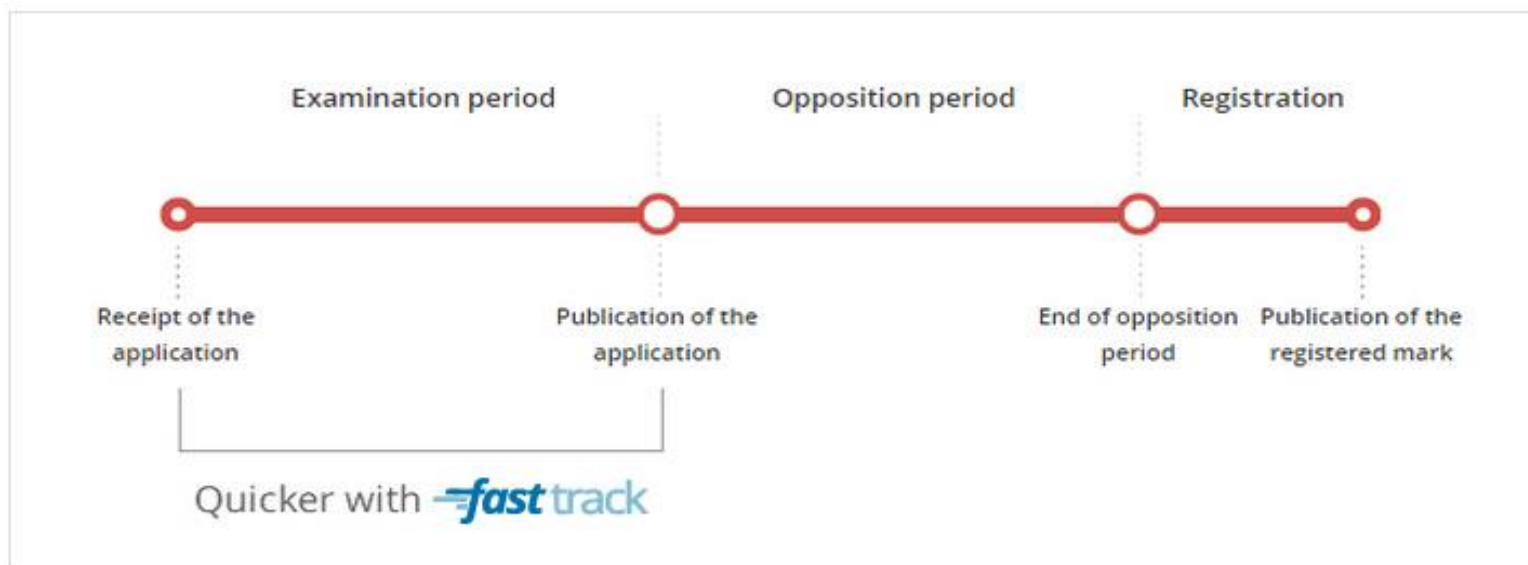 Examination period
Opposition period
Registration
Receipt of the
application
Publication of the
application
End of opposition
period
Publication of the
registered mark
Quicker with fast track